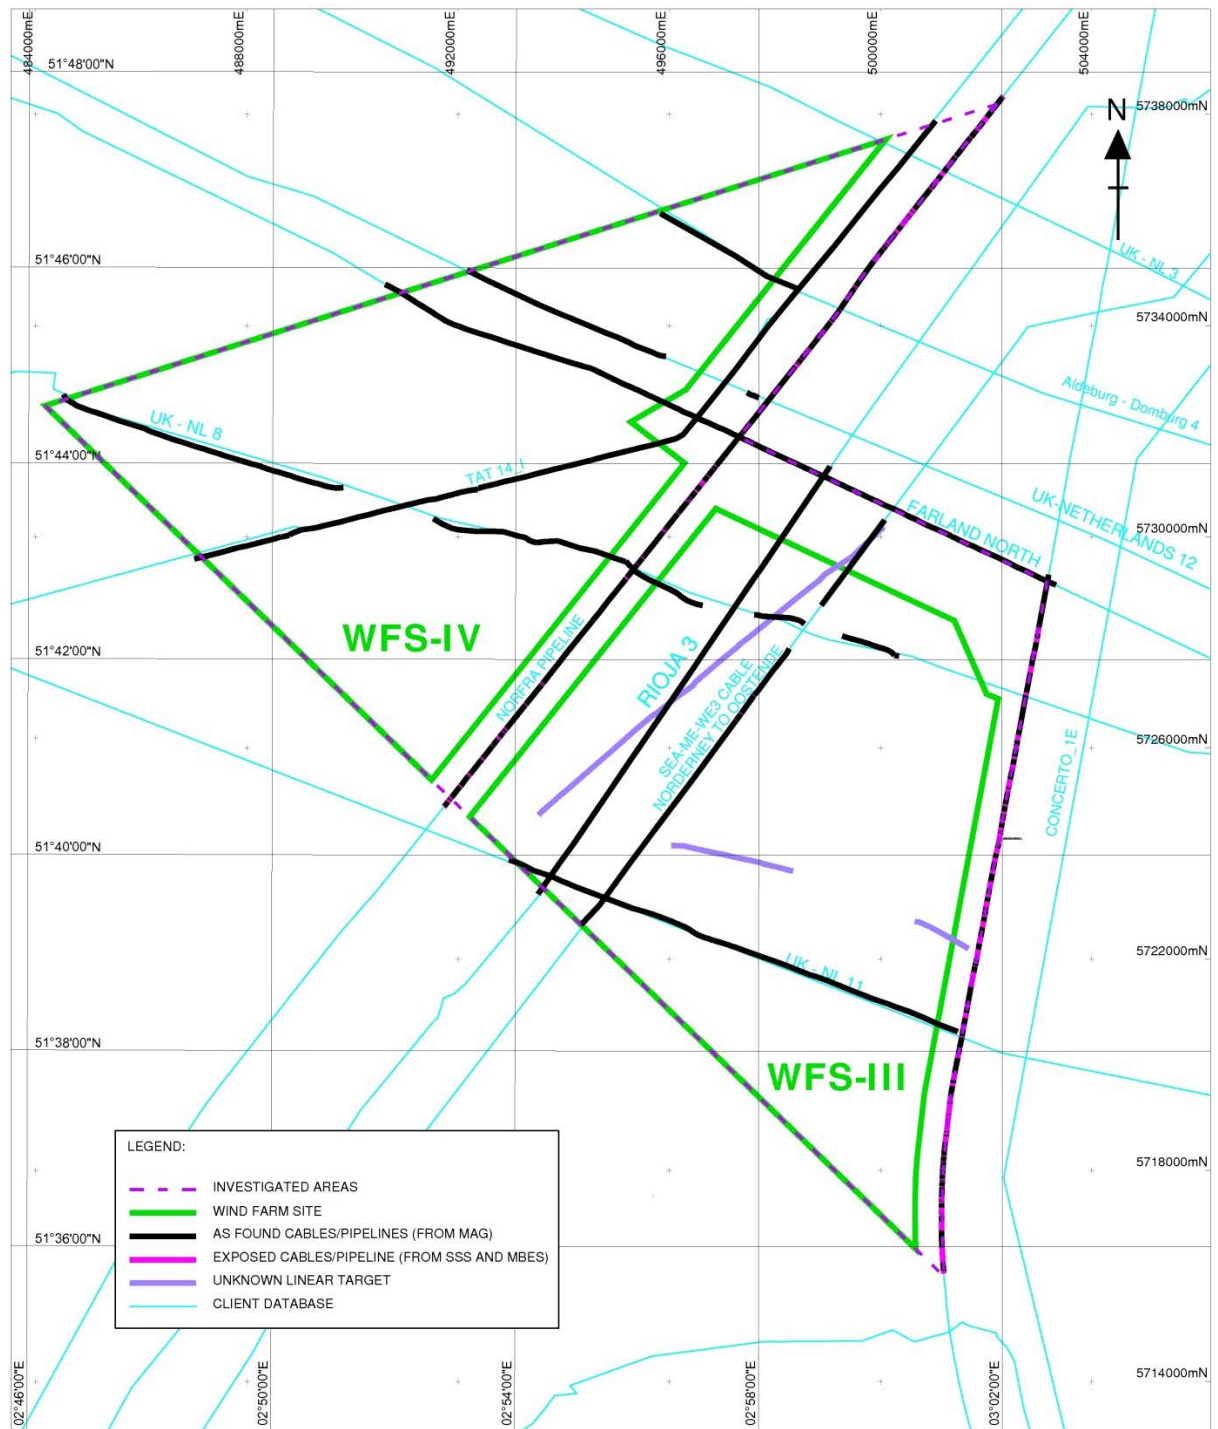 484000mE
488000mE
492000mE
496000mE
500000mE
504000mE
51°48'00"N
N
5738000mN
UK - NL 3
51°46'00"N
5734000mN
Aldeburg - Domburg 4
UK - NL 8
51°44'00"N
TAT 14_I
UK-NETHERLANDS 12
5730000mN
FARLAND NORTH
WFS-IV
51°42'00"N
NORFRA PIPELINE
RIOJA 3
SEA-ME-WE3 CABLE
NORDERNEY TO OOSTENDE
5726000mN
CONCERTO_1E
51°40'00"N
5722000mN
UK - NL 11
51°38'00"N
WFS-III
5718000mN
LEGEND:
INVESTIGATED AREAS
WIND FARM SITE
AS FOUND CABLES/PIPELINES (FROM MAG)
EXPOSED CABLES/PIPELINE (FROM SSS AND MBES)
UNKNOWN LINEAR TARGET
CLIENT DATABASE
51°36'00"N
5714000mN
02°46'00"E
02°50'00"E
02°54'00"E
02°58'00"E
03°02'00"E